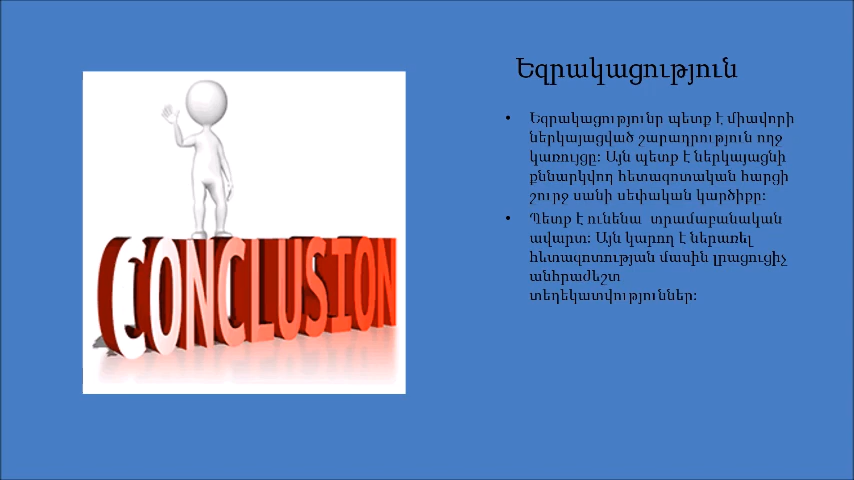 CONCLUSION
Եզրակացություն
• Եզրակացությունը պետք է միավորի
ներկայացված շարադրություն ողջ
կառույցը: Այն պետք է ներկայացնի
քննարկվող հետազոտական հարցի
շուրջ սանի սեփական կարծիքը:
• Պետք է ունենա տրամաբանական
ավարտ: Այն կարող է ներառել
հետազոտության մասին լրացուցիչ
անհրաժեշտ
տեղեկատվություններ: